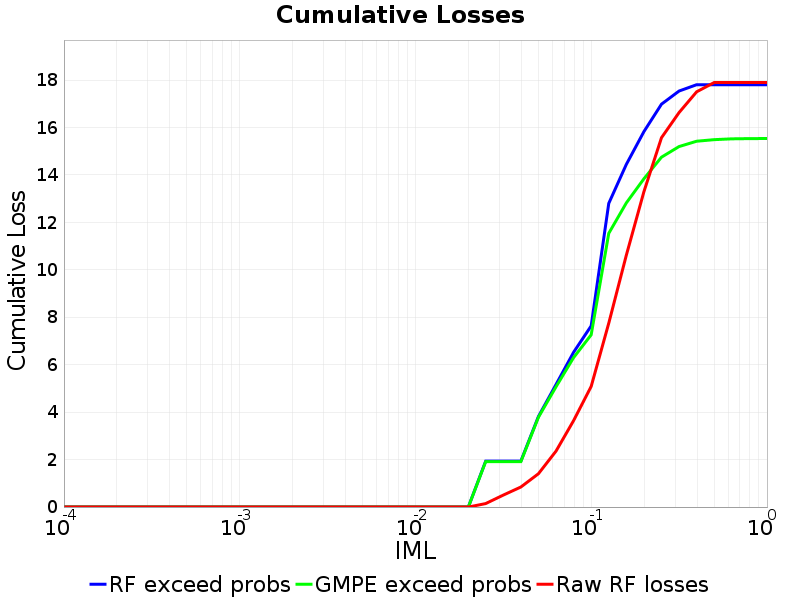 Cumulative Losses
Cumulative Loss
18
16
14
12
10
8
6
4
2
0
10^-4 10^-3 10^-2 10^-1 10^0
IML
RF exceed probs GMPE exceed probs Raw RF losses